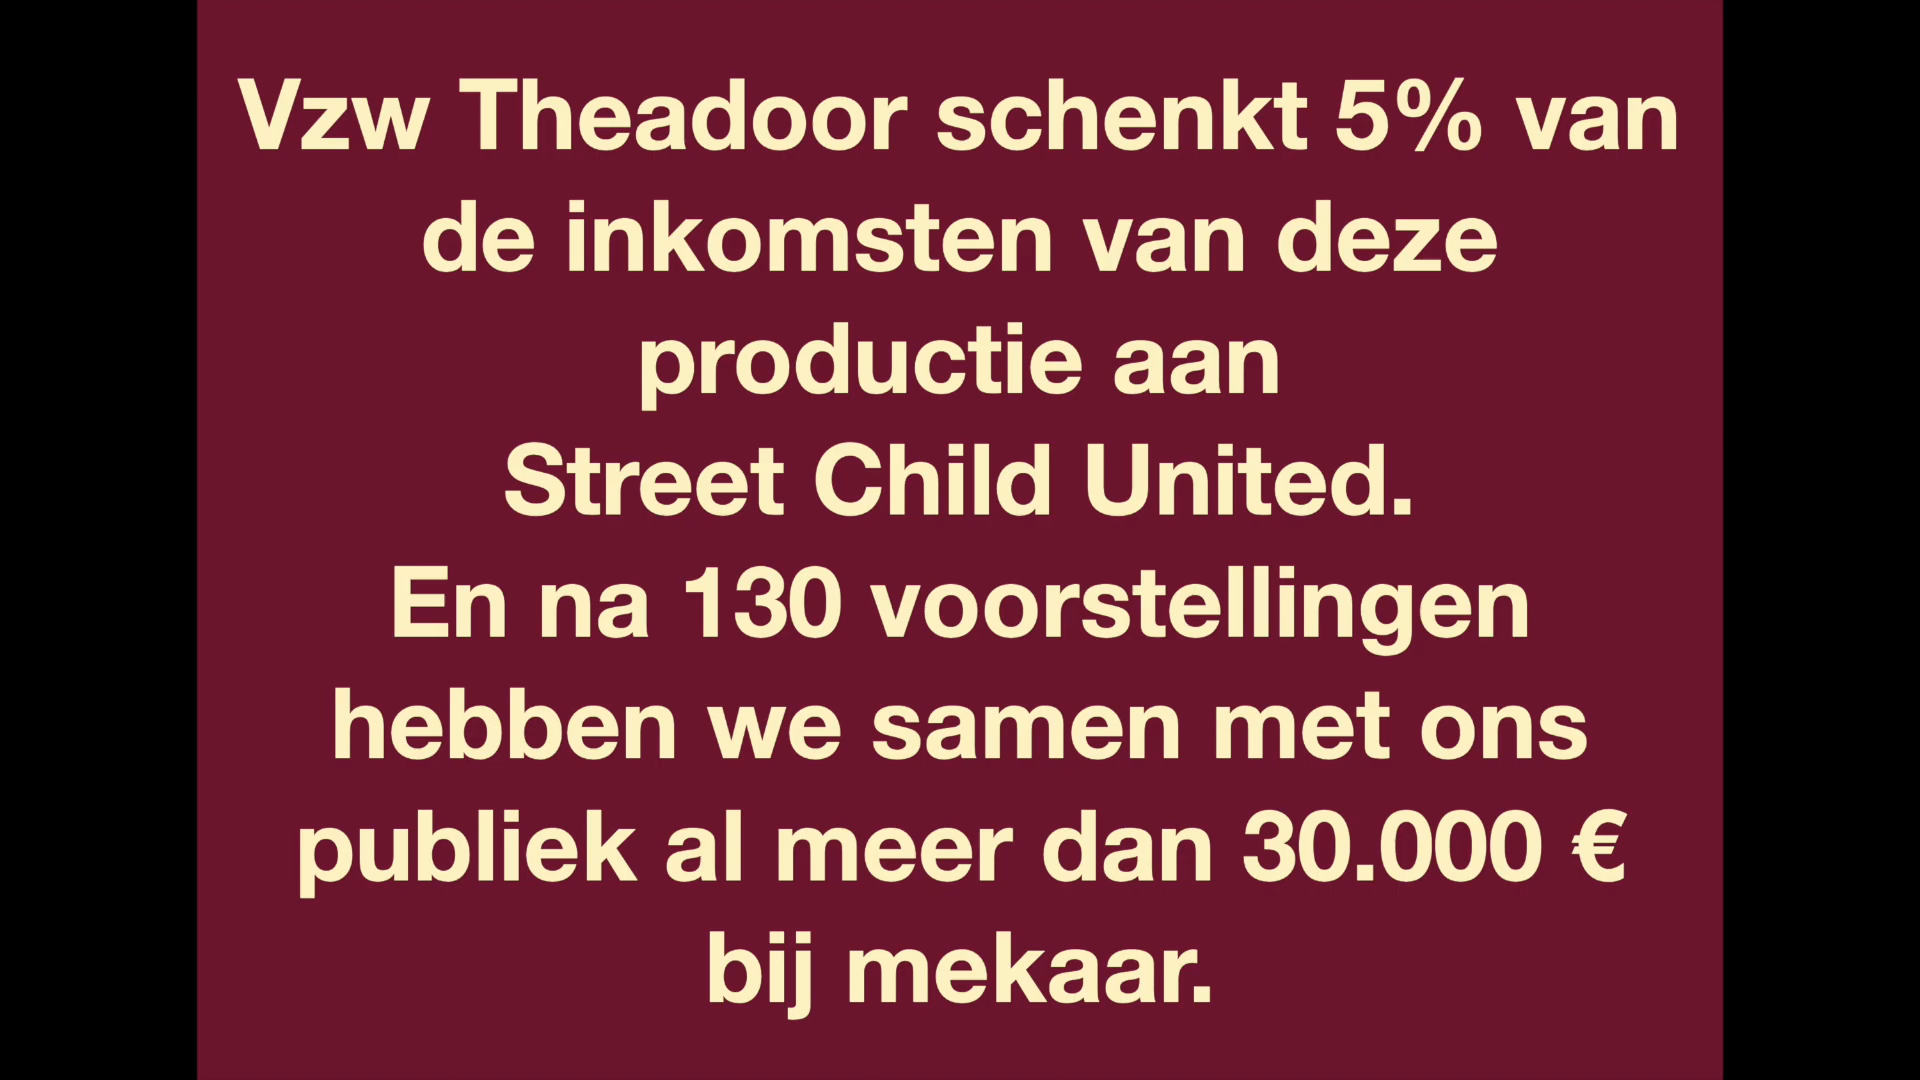 Vzw Theadoor schenkt 5% van
de inkomsten van deze
productie aan
Street Child United.
En na 130 voorstellingen
hebben we samen met ons
publiek al meer dan 30.000 €
bij mekaar.